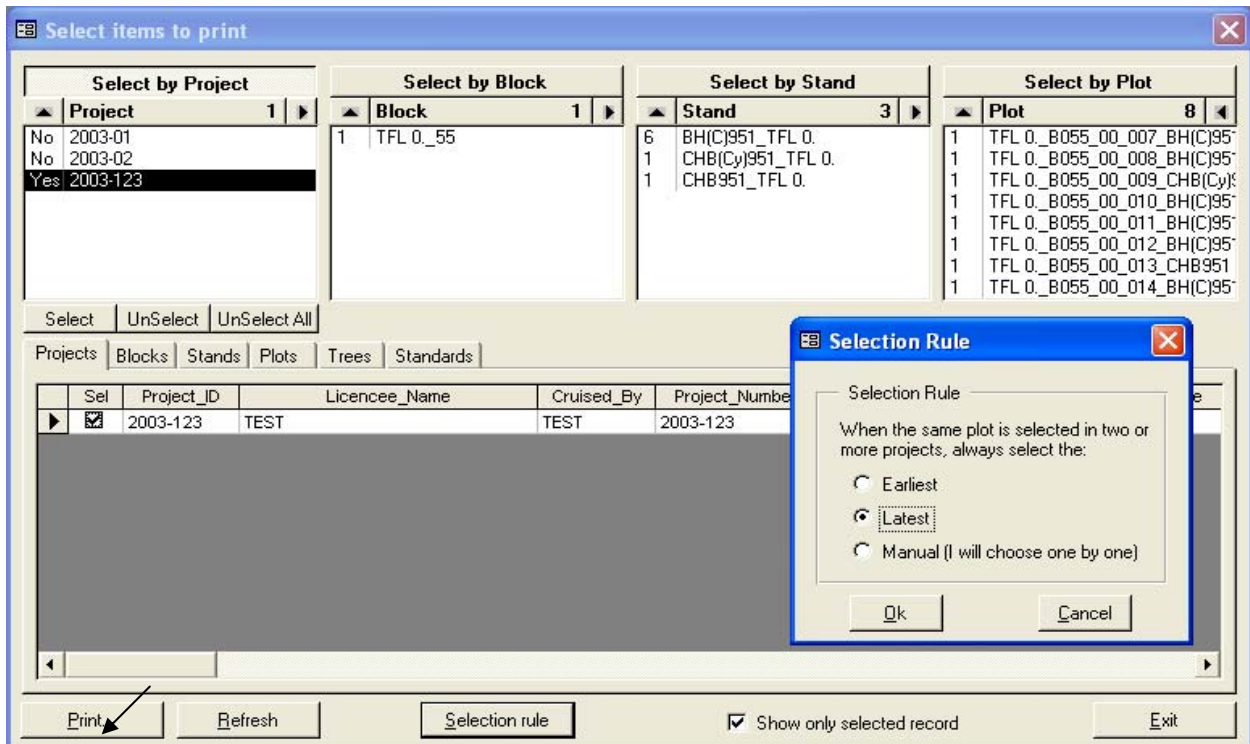 Select items to print
Select by Project
Project 1
No 2003-01
No 2003-02
Yes 2003-123
Select UnSelect UnSelect All
Select by Block
Block 1
1 TFL 0._55
Select by Stand
Stand 3
6 BH(C)951_TFL 0.
1 CHB(Cy)951_TFL 0.
1 CHB951_TFL 0.
Select by Plot
Plot 8
1 TFL 0._B055_00_007_BH(C)95
1 TFL 0._B055_00_008_BH(C)95
1 TFL 0._B055_00_009_CHB(Cy)
1 TFL 0._B055_00_010_BH(C)95
1 TFL 0._B055_00_011_BH(C)95
1 TFL 0._B055_00_012_BH(C)95
1 TFL 0._B055_00_013_CHB951
1 TFL 0._B055_00_014_BH(C)95
Projects Blocks Stands Plots Trees Standards
Sel Project_ID Licencee_Name Cruised_By Project_Numbe e
2003-123 TEST TEST 2003-123
Selection Rule
Selection Rule
When the same plot is selected in two or
more projects, always select the:
Earliest
Latest
Manual (I will choose one by one)
Ok Cancel
Print Refresh Selection rule Show only selected record Exit